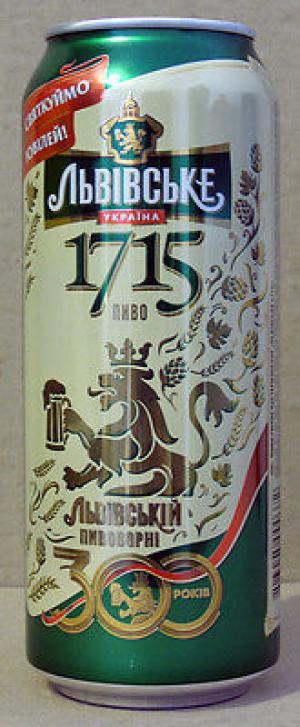 СВЯТКУЙМО
ЮВІЛЕЙ!
ЛЬВІВСЬКЕ
УКРАЇНА
1715
ПИВО
ЛЬВІВСЬКІЙ
ПИВОВАРНІ
300
РОКІВ